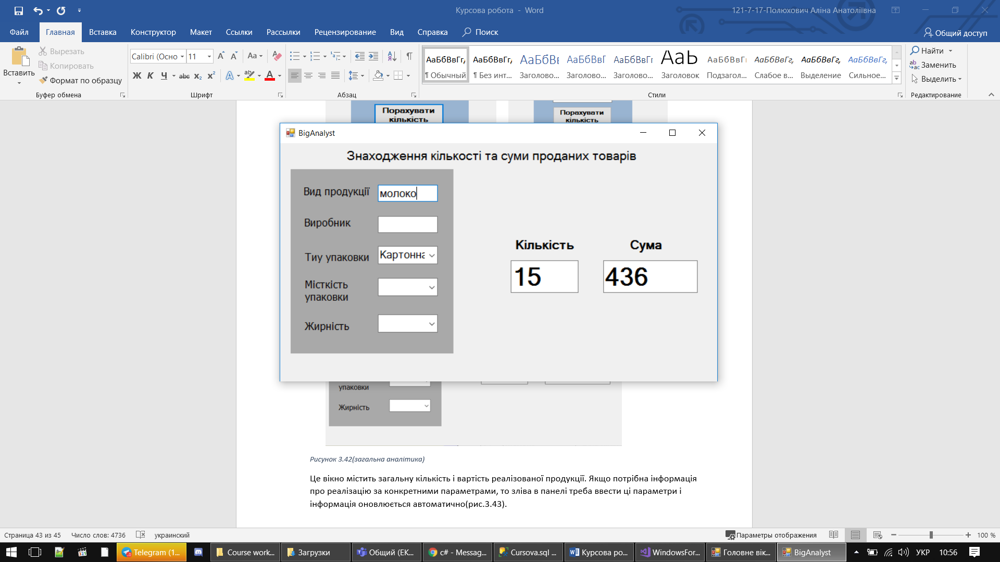 Курсова робота - Word
121-7-17-Полюхович Аліна Анатоліївна
Файл Главная Вставка Конструктор Макет Ссылки Рассылки Рецензирование Вид Справка Поиск Общий доступ
Вставить
Вырезать
Копировать
Формат по образцу
Буфер обмена
Calibri (Осно 11 Aa
Ж К Ч abc x₂ x²
Шрифт
Абзац
АаБбВвГг, АаБбВвГг, АаБбВі АаБбВвГ АаБбВвГг АаЬ АаБбВвГг АаБбВвГг, АаБбВвГг, АаБбВвГг,
¶ Обычный ¶ Без инт... Заголово... Заголово... Заголово... Заголовок Подзагол... Слабое в... Выделение Сильное...
Стили
Найти
Заменить
Выделить
Редактирование
Порахувати
кількість
Порахувати
кількість
BigAnalyst
Знаходження кількості та суми проданих товарів
Вид продукції молоко
Виробник
Тиу упаковки Картонна
Місткість
упаковки
Жирність
Кількість Сума
15 436
упаковки
Жирність
Рисунок 3.42(загальна аналітика)
Це вікно містить загальну кількість і вартість реалізованої продукції. Якщо потрібна інформація
про реалізацію за конкретними параметрами, то зліва в панелі треба ввести ці параметри і
інформація оновлюється автоматично(рис.3.43).
Страница 43 из 45 Число слов: 4736 украинский Параметры отображения 100 %
Telegram (1... Course work... Загрузки Общий (ЕК... c# - Messag... Cursova.sql ... Курсова ро... WindowsFor... Головне вік... BigAnalyst УКР 10:56